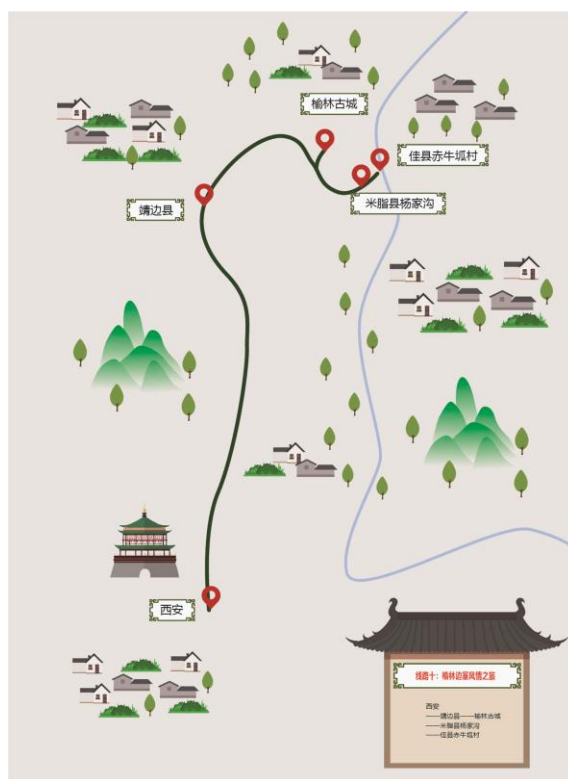 榆林古城
佳县赤牛坬村
靖边县
米脂县杨家沟
西安
线路十：榆林边塞风情之旅
西安
——靖边县——榆林古城
——米脂县杨家沟
——佳县赤牛坬村